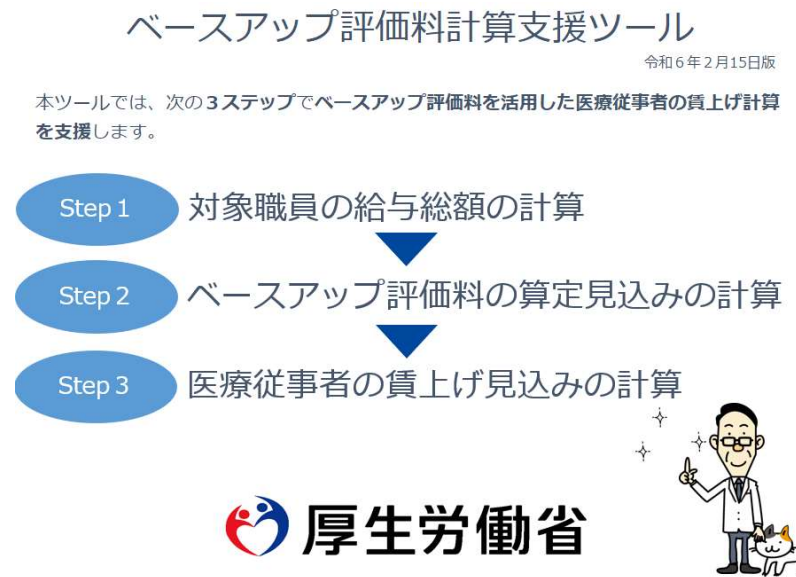 ベースアップ評価料計算支援ツール
令和６年２月15日版
本ツールでは、次の３ステップでベースアップ評価料を活用した医療従事者の賃上げ計算
を支援します。
Step 1 対象職員の給与総額の計算
Step 2 ベースアップ評価料の算定見込みの計算
Step 3 医療従事者の賃上げ見込みの計算
厚生労働省